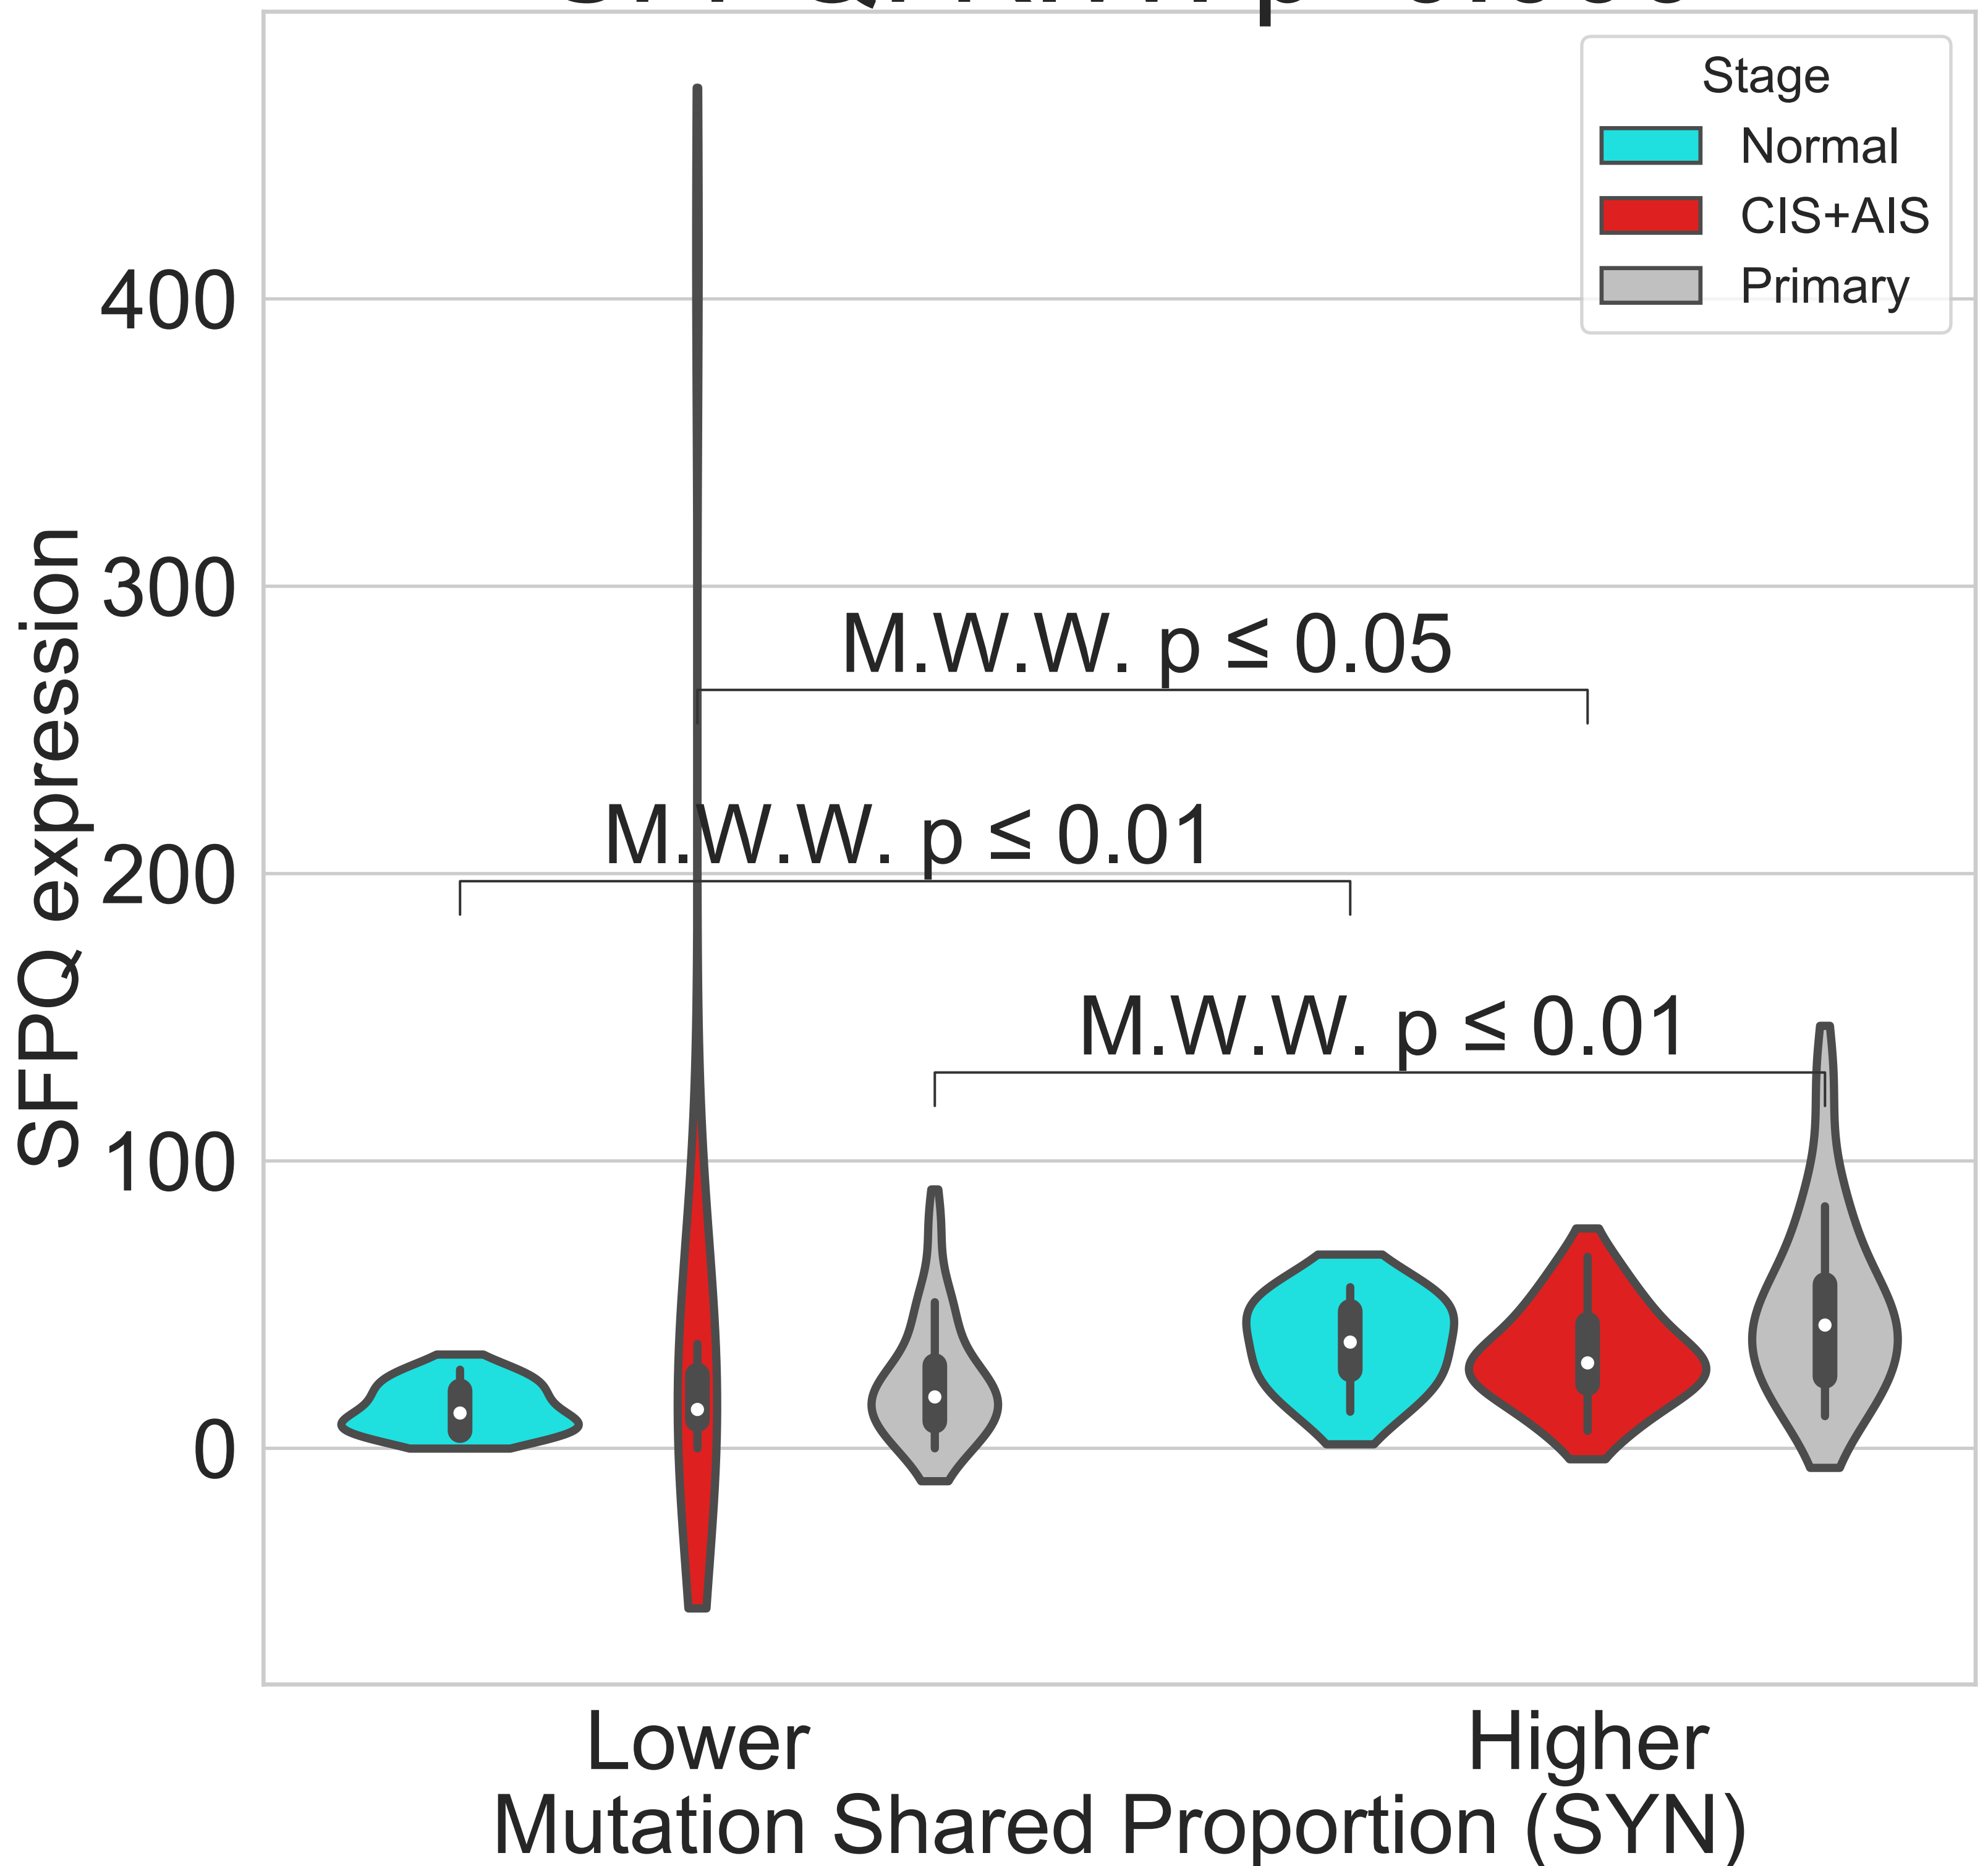 Stage
Normal
CIS+AIS
Primary
400
300
200
100
0
SFPQ expression
M.W.W. p ≤ 0.05
M.W.W. p ≤ 0.01
M.W.W. p ≤ 0.01
Lower
Higher
Mutation Shared Proportion (SYN)